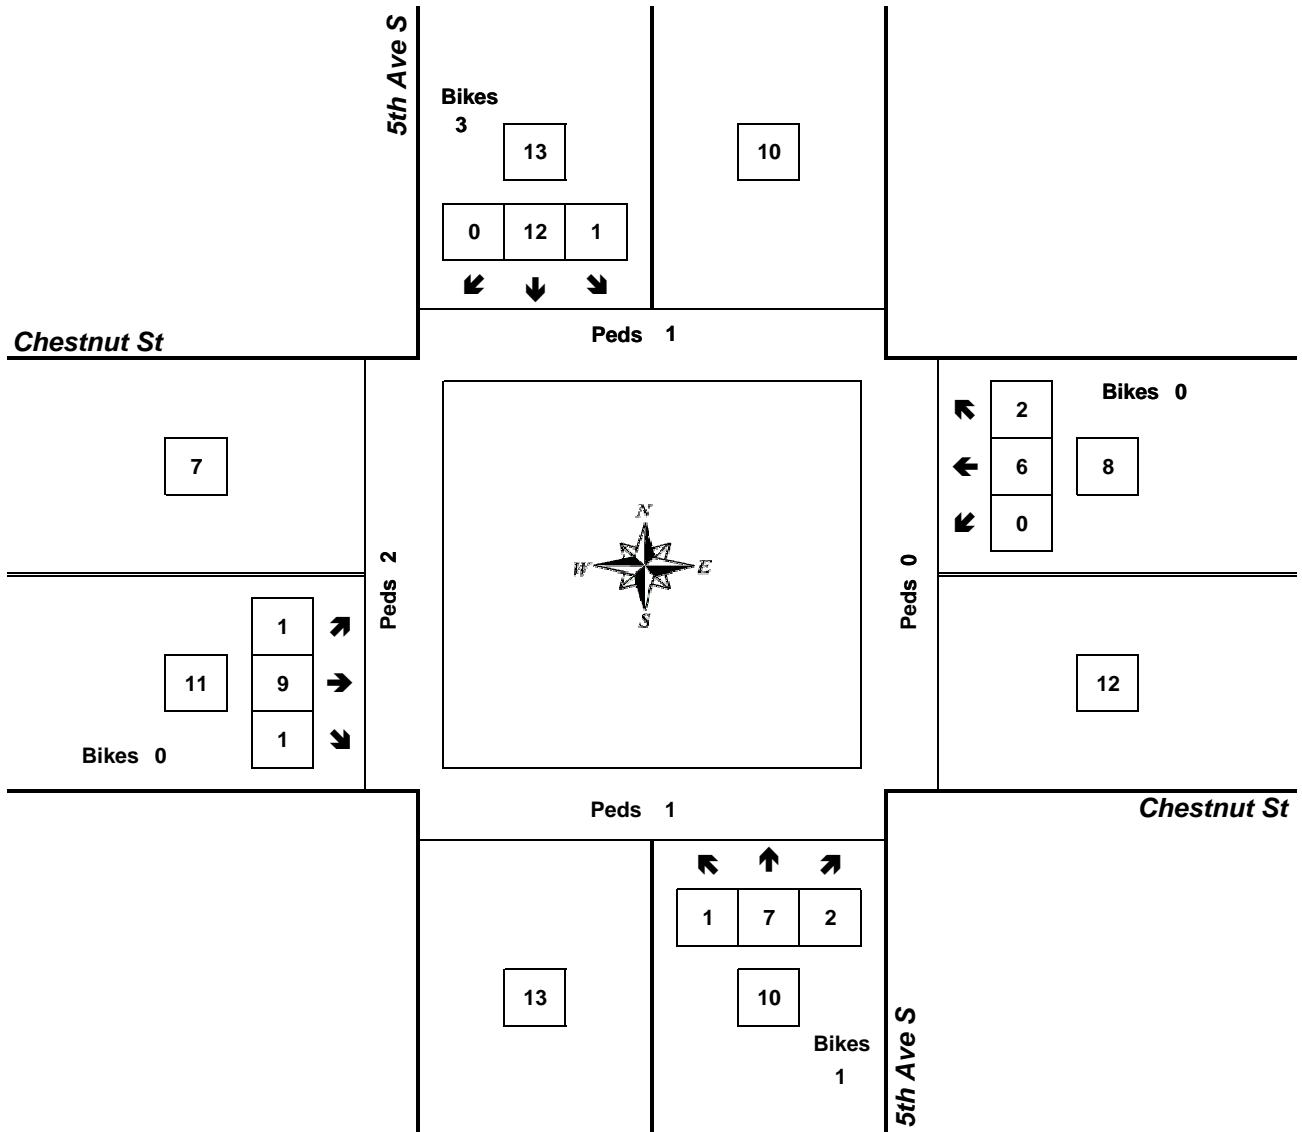 5th Ave S
Bikes
3
13
10
0 12 1
Peds 1
Chestnut St
2
Bikes 0
6
8
0
7
N
W E
S
Peds 2
Peds 0
1
11
9
1
Bikes 0
12
Peds 1
Chestnut St
1 7 2
13
10
Bikes
1
5th Ave S